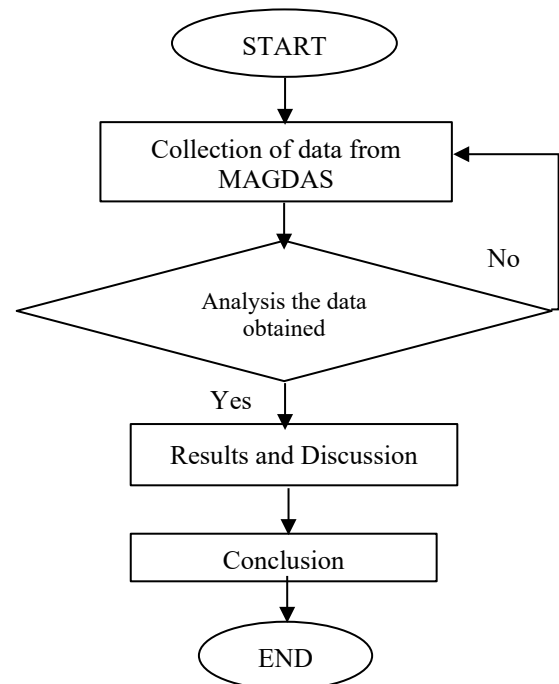 START
Collection of data from
MAGDAS
No
Analysis the data
obtained
Yes
Results and Discussion
Conclusion
END